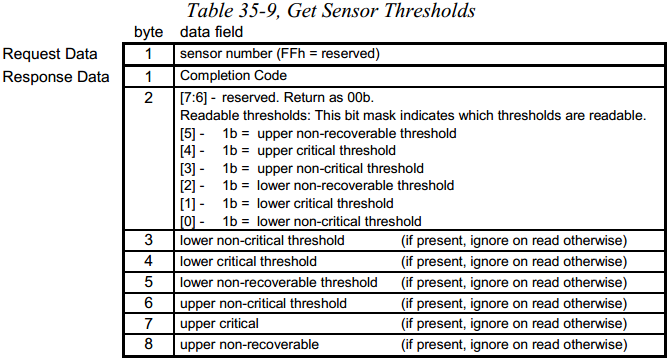 Table 35-9, Get Sensor Thresholds
byte data field
Request Data 1 sensor number (FFh = reserved)
Response Data 1 Completion Code
2 [7:6] - reserved. Return as 00b.
Readable thresholds: This bit mask indicates which thresholds are readable.
[5] - 1b = upper non-recoverable threshold
[4] - 1b = upper critical threshold
[3] - 1b = upper non-critical threshold
[2] - 1b = lower non-recoverable threshold
[1] - 1b = lower critical threshold
[0] - 1b = lower non-critical threshold
3 lower non-critical threshold (if present, ignore on read otherwise)
4 lower critical threshold (if present, ignore on read otherwise)
5 lower non-recoverable threshold (if present, ignore on read otherwise)
6 upper non-critical threshold (if present, ignore on read otherwise)
7 upper critical (if present, ignore on read otherwise)
8 upper non-recoverable (if present, ignore on read otherwise)